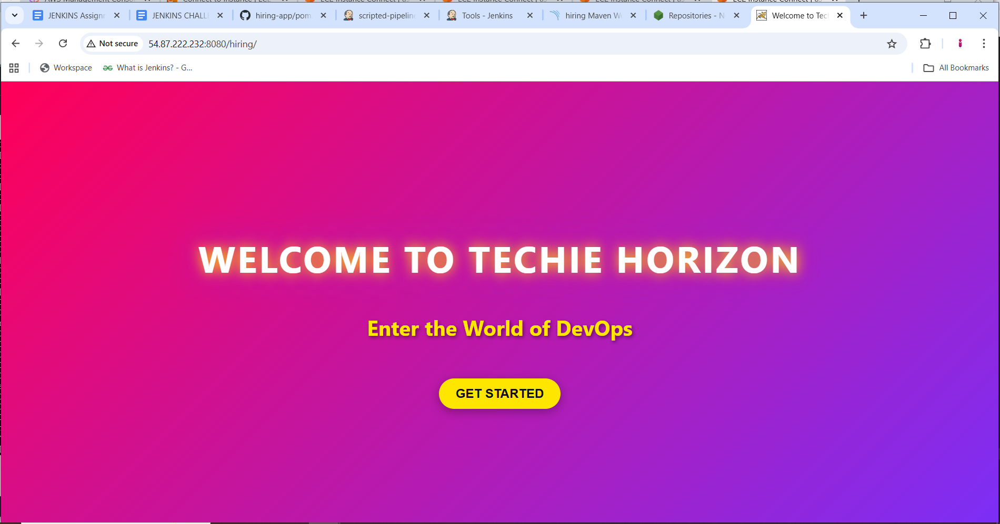 JENKINS Assignr
JENKINS CHALL
hiring-app/pom
scripted-pipeline
Tools - Jenkins
hiring Maven W
Repositories - N
Welcome to Tec
Not secure
54.87.222.232:8080/hiring/
Workspace
What is Jenkins? - G...
All Bookmarks
WELCOME TO TECHIE HORIZON
Enter the World of DevOps
GET STARTED